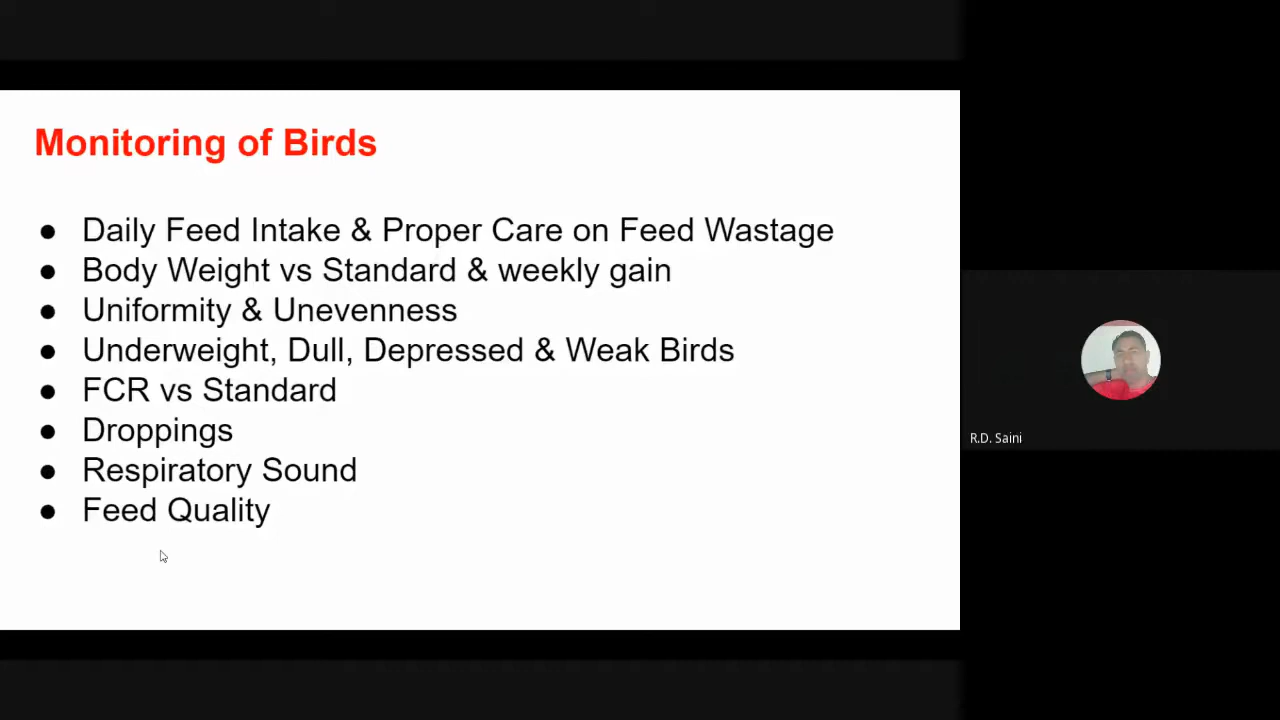 Monitoring of Birds
● Daily Feed Intake & Proper Care on Feed Wastage
● Body Weight vs Standard & weekly gain
● Uniformity & Unevenness
● Underweight, Dull, Depressed & Weak Birds
● FCR vs Standard
● Droppings
● Respiratory Sound
● Feed Quality
R.D. Saini